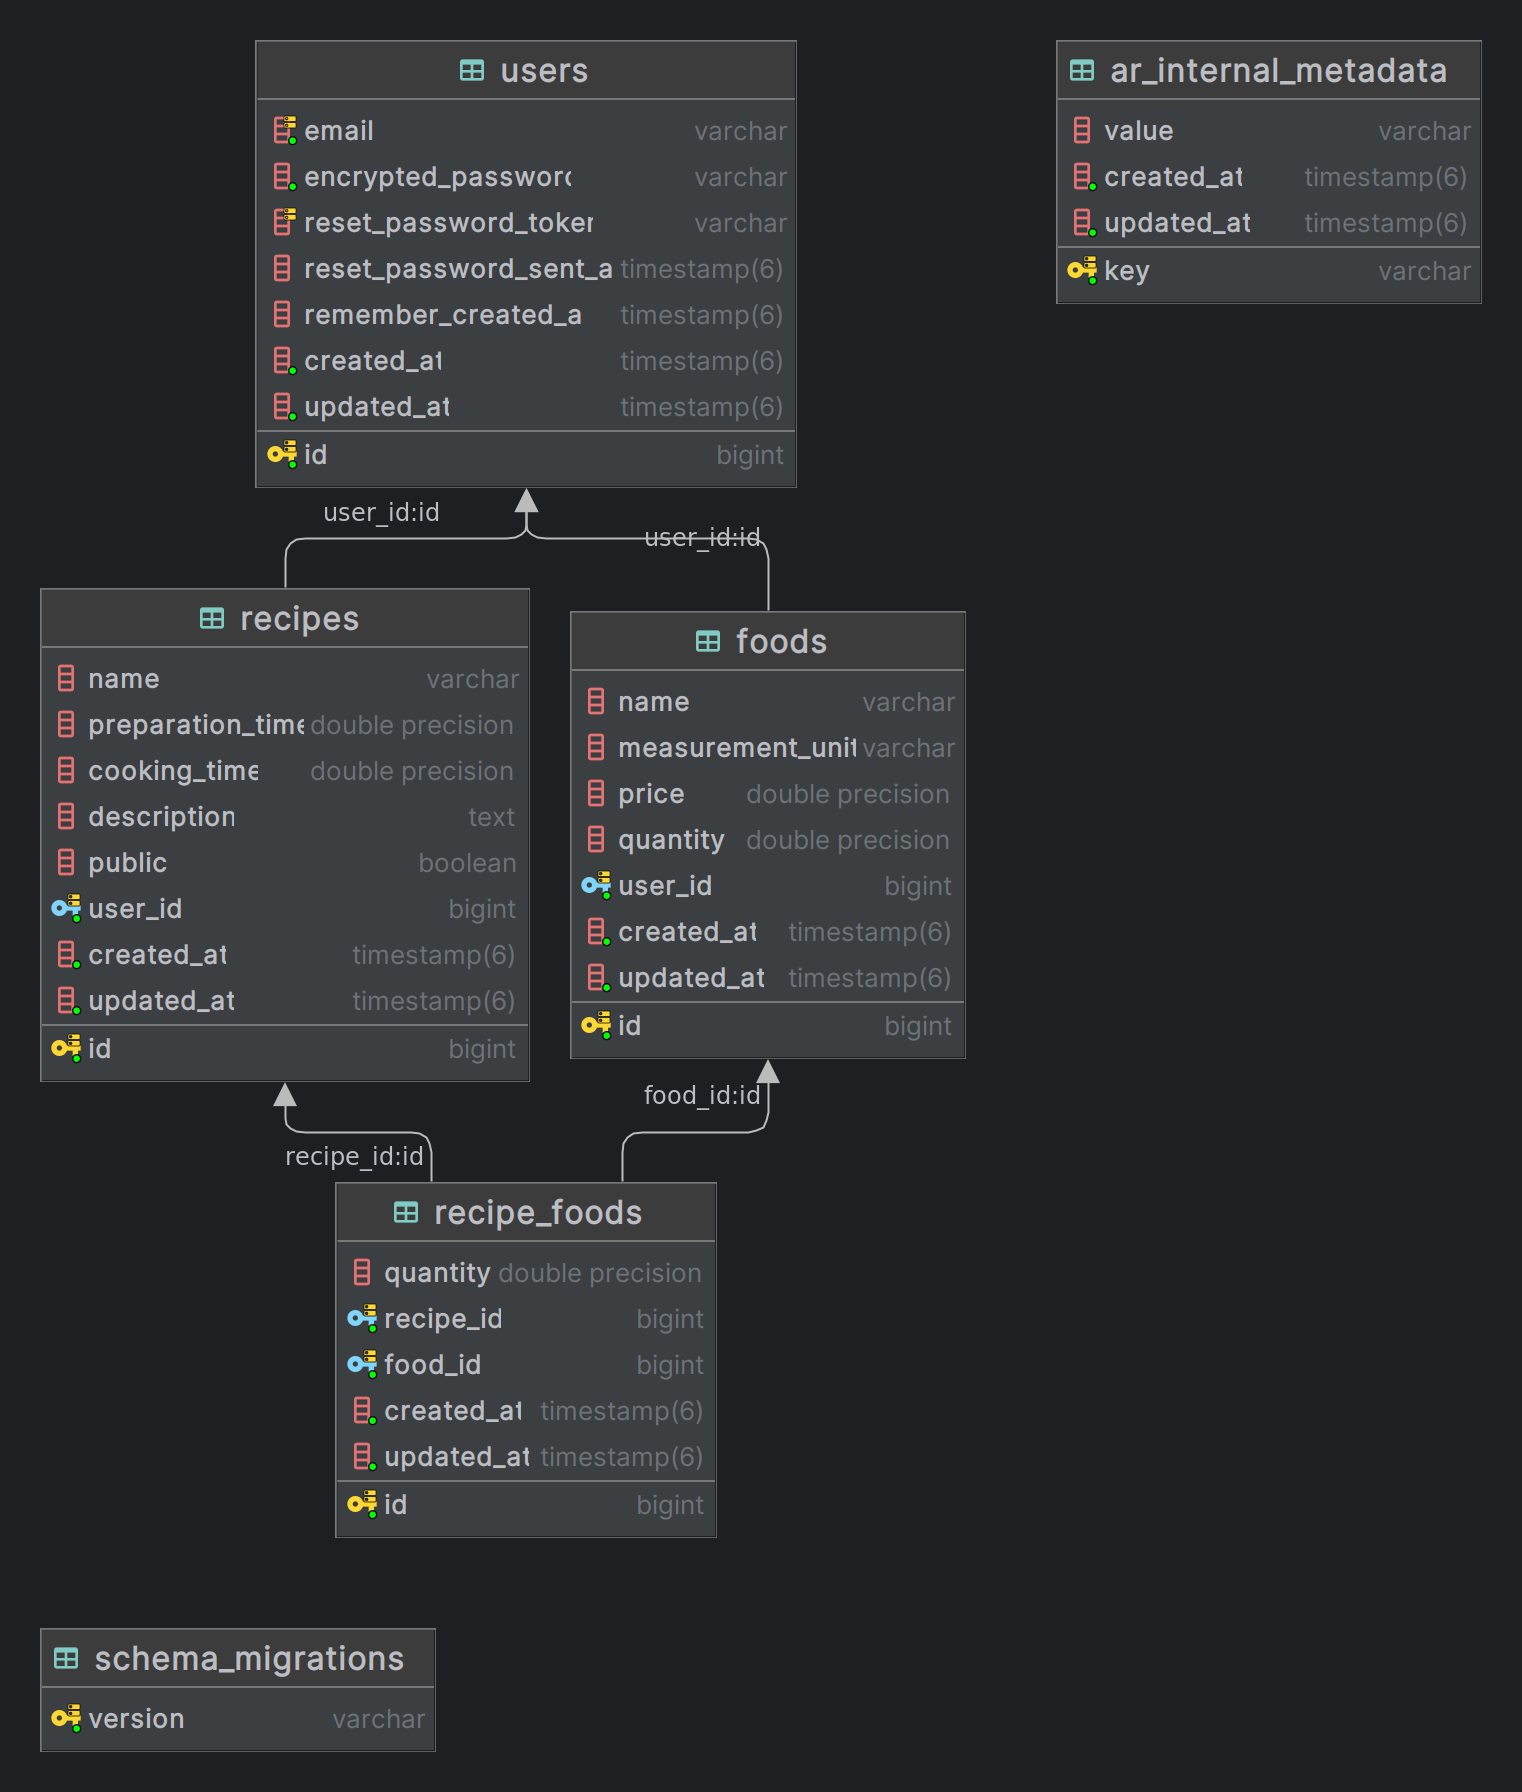 users
email varchar
encrypted_password varchar
reset_password_token varchar
reset_password_sent_a timestamp(6)
remember_created_a timestamp(6)
created_at timestamp(6)
updated_at timestamp(6)
id bigint
ar_internal_metadata
value varchar
created_at timestamp(6)
updated_at timestamp(6)
key varchar
user_id:id
user_id:id
recipes
name varchar
preparation_time double precision
cooking_time double precision
description text
public boolean
user_id bigint
created_at timestamp(6)
updated_at timestamp(6)
id bigint
foods
name varchar
measurement_unit varchar
price double precision
quantity double precision
user_id bigint
created_at timestamp(6)
updated_at timestamp(6)
id bigint
food_id:id
recipe_id:id
recipe_foods
quantity double precision
recipe_id bigint
food_id bigint
created_at timestamp(6)
updated_at timestamp(6)
id bigint
schema_migrations
version varchar